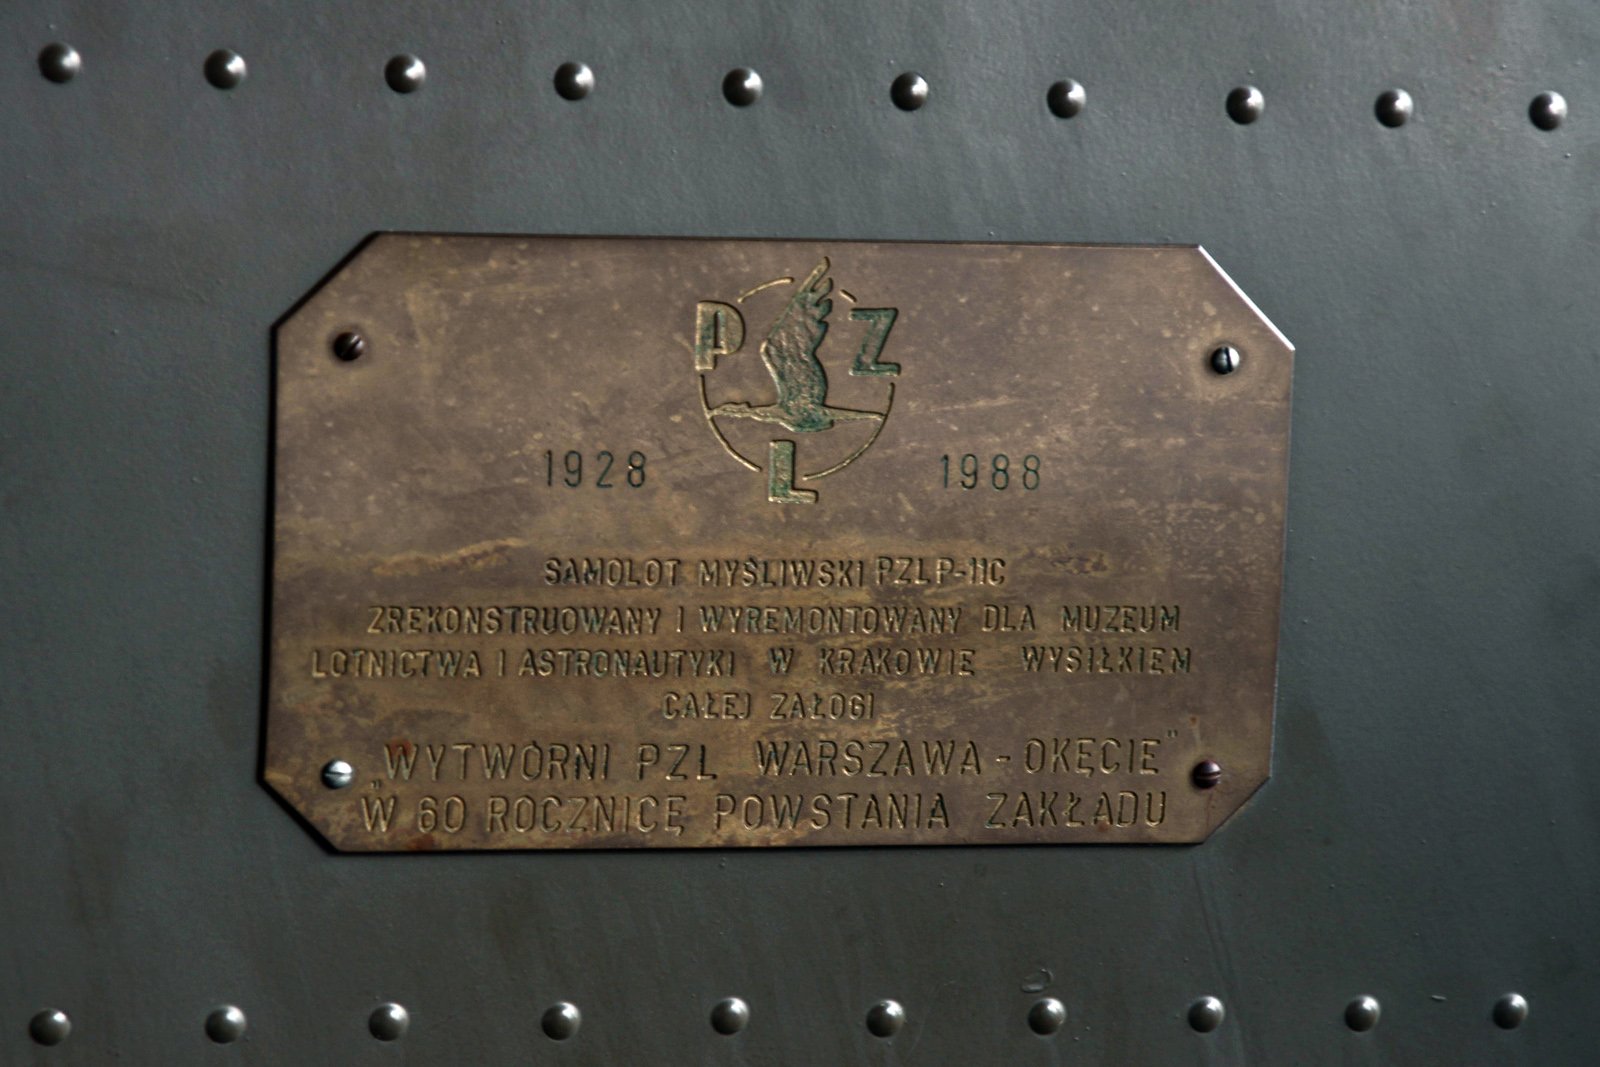 P Z
L
1928 1988
SAMOLOT MYŚLIWSKI PZL P-11C
ZREKONSTRUOWANY I WYREMONTOWANY DLA MUZEUM
LOTNICTWA I ASTRONAUTYKI W KRAKOWIE WYSIŁKIEM
CAŁEJ ZAŁOGI
„WYTWÓRNI PZL WARSZAWA - OKĘCIE"
W 60 ROCZNICĘ POWSTANIA ZAKŁADU